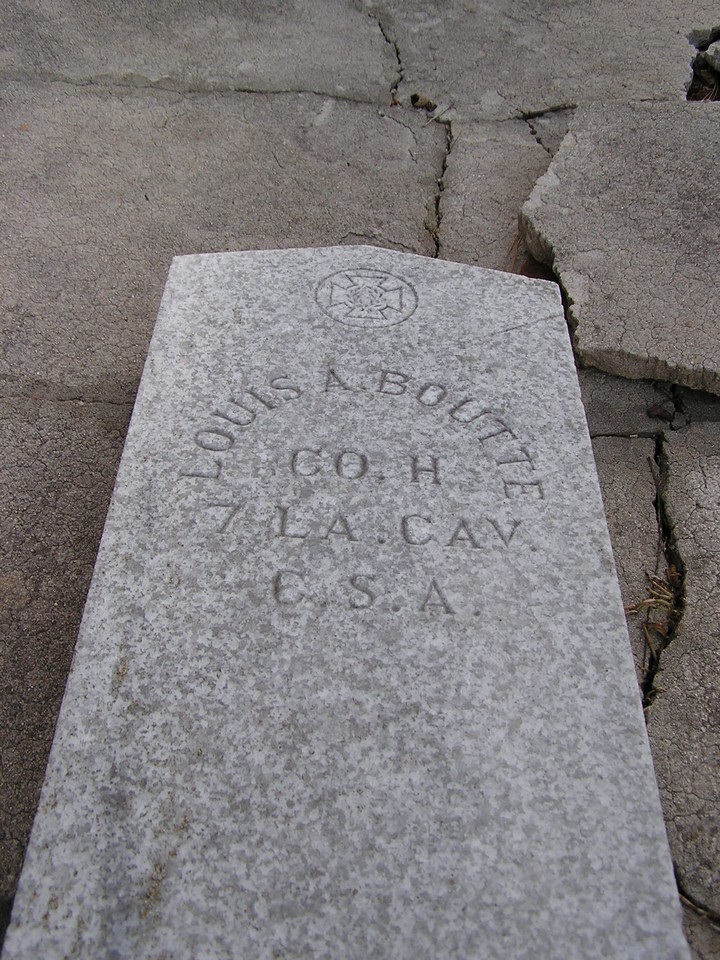 LOUIS A. BOUTTE
CO. H
7 LA. CAV.
C.S.A.